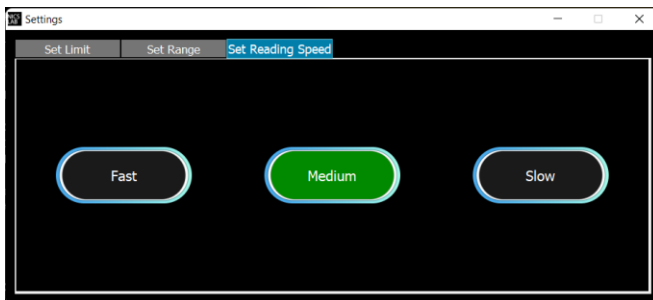 Settings
Set Limit Set Range Set Reading Speed
Fast Medium Slow